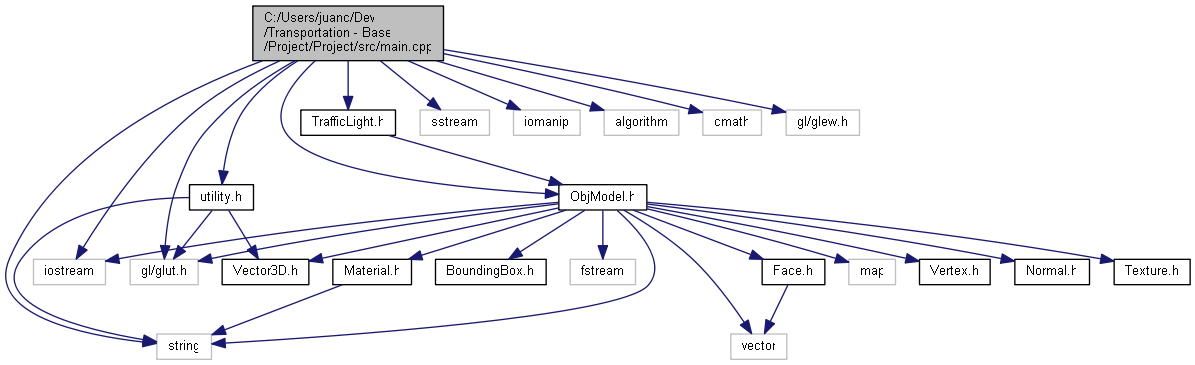 C:/Users/juanc/Dev
/Transportation - Base
/Project/Project/src/main.cpp
TrafficLight.h
sstream
iomanip
algorithm
cmath
gl/glew.h
utility.h
ObjModel.h
iostream
gl/glut.h
Vector3D.h
Material.h
BoundingBox.h
fstream
Face.h
map
Vertex.h
Normal.h
Texture.h
string
vector